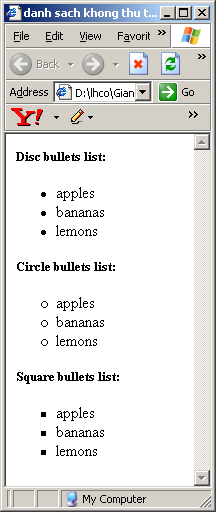 danh sach khong thu t...
File Edit View Favorit »
Back »
Address D:\lhco\Gian Go
Y! »
Disc bullets list:
apples
bananas
lemons
Circle bullets list:
apples
bananas
lemons
Square bullets list:
apples
bananas
lemons
My Computer